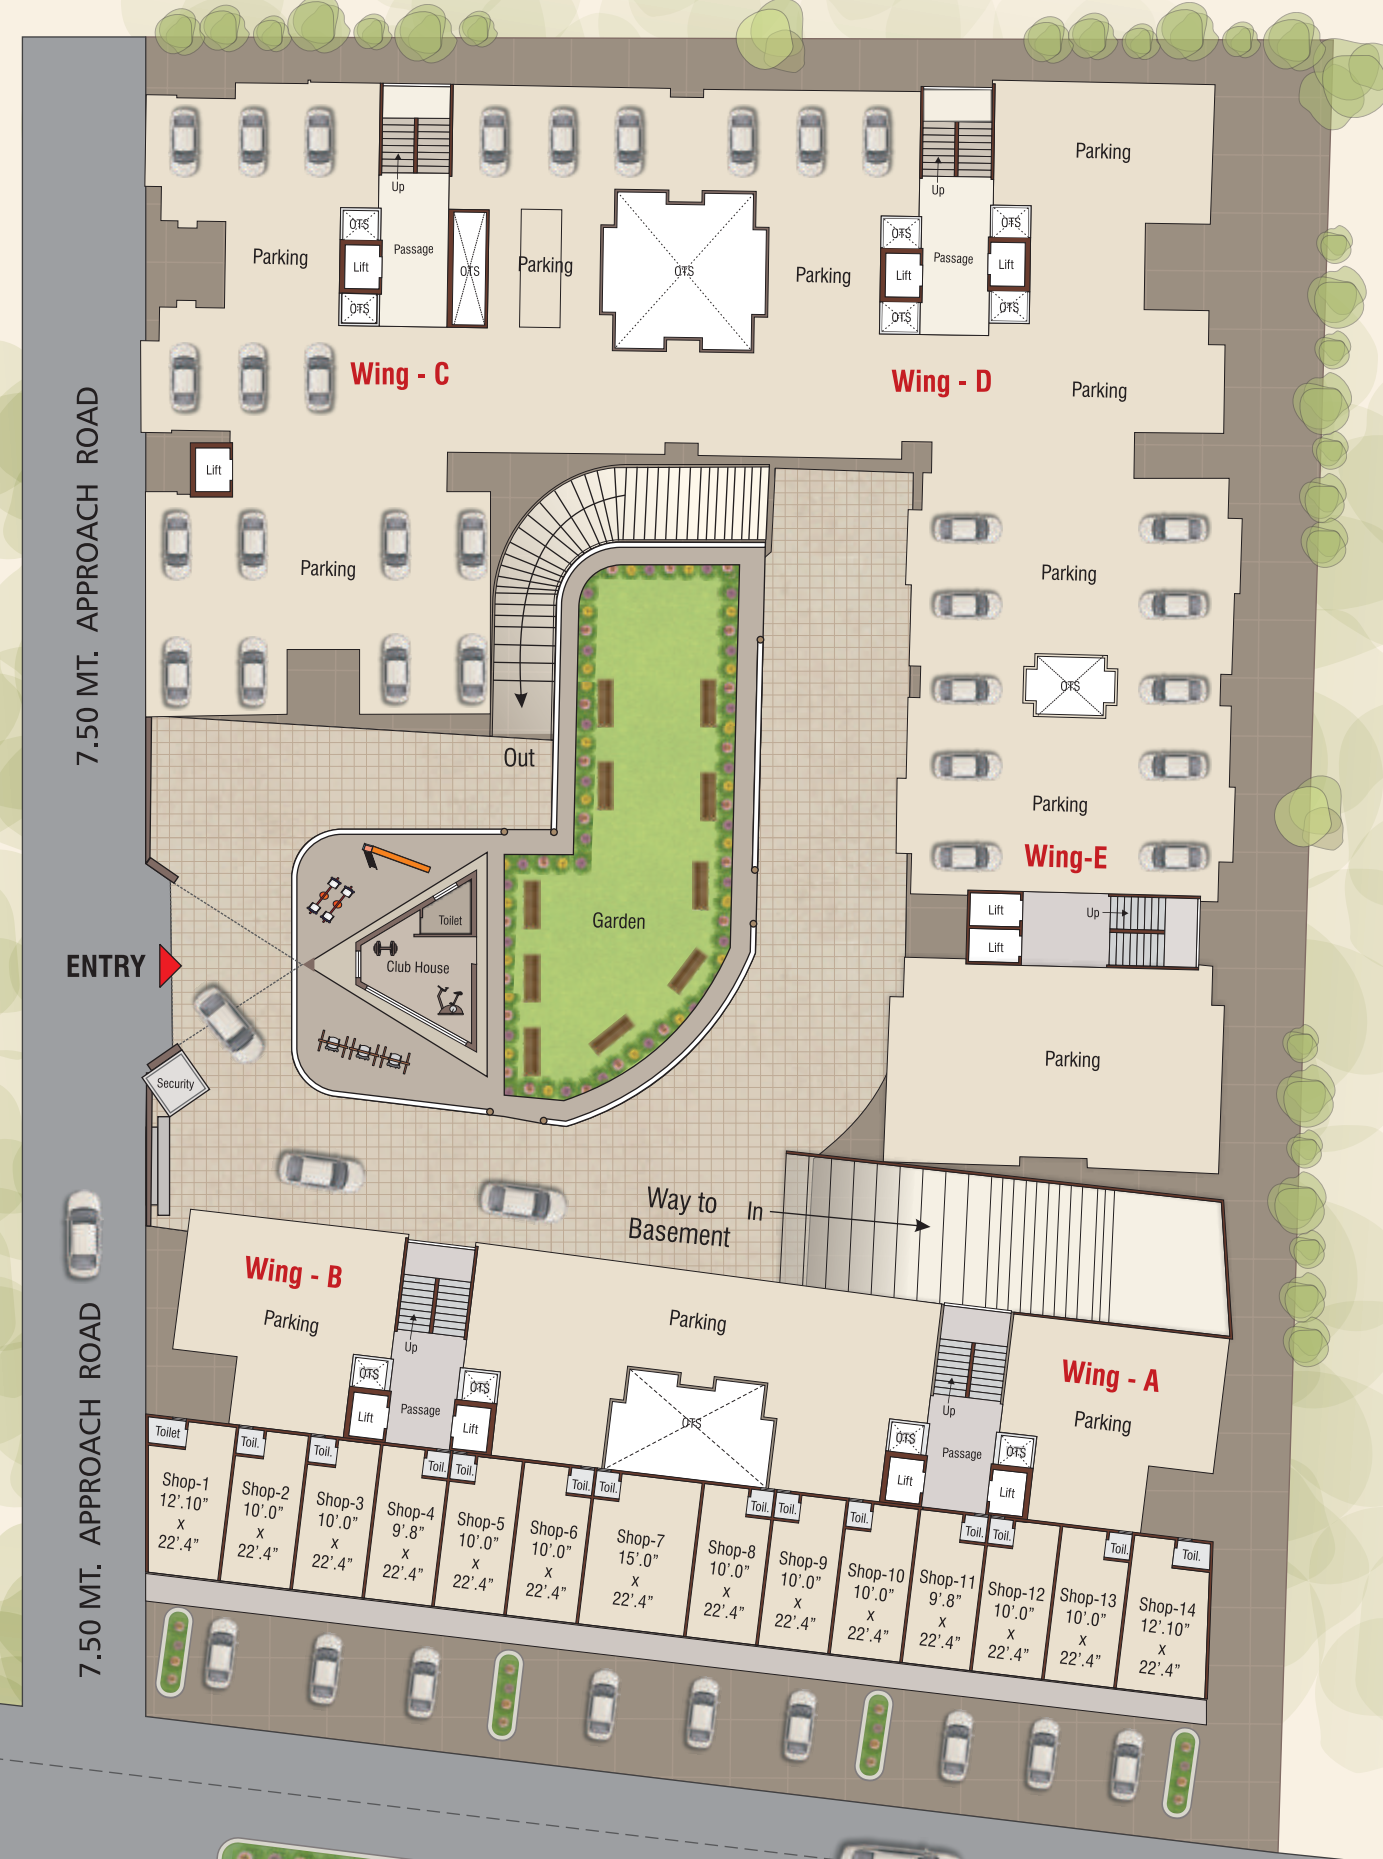 Parking
Up
Up
OTS
Passage
Parking
Lift
OTS
OTS
Parking
OTS
Parking
OTS
Lift
OTS
Passage
OTS
Lift
OTS
Wing - C
Wing - D
Parking
7.50 MT. APPROACH ROAD
Lift
Parking
Parking
OTS
Out
Parking
Wing-E
Toilet
Garden
Lift
Up
Lift
ENTRY
Club House
Parking
Security
Way to
Basement
In
Wing - B
Parking
Up
Parking
OTS
OTS
Passage
Lift
Lift
OTS
Wing - A
Parking
Up
OTS
OTS
Passage
Lift
Lift
7.50 MT. APPROACH ROAD
Toilet
Shop-1
12'.10"
x
22'.4"
Toil.
Shop-2
10'.0"
x
22'.4"
Toil.
Shop-3
10'.0"
x
22'.4"
Toil.
Shop-4
9'.8"
x
22'.4"
Toil.
Shop-5
10'.0"
x
22'.4"
Toil.
Shop-6
10'.0"
x
22'.4"
Toil.
Shop-7
15'.0"
x
22'.4"
Toil.
Shop-8
10'.0"
x
22'.4"
Toil.
Shop-9
10'.0"
x
22'.4"
Toil.
Shop-10
10'.0"
x
22'.4"
Toil.
Shop-11
9'.8"
x
22'.4"
Toil.
Shop-12
10'.0"
x
22'.4"
Toil.
Shop-13
10'.0"
x
22'.4"
Toil.
Shop-14
12'.10"
x
22'.4"